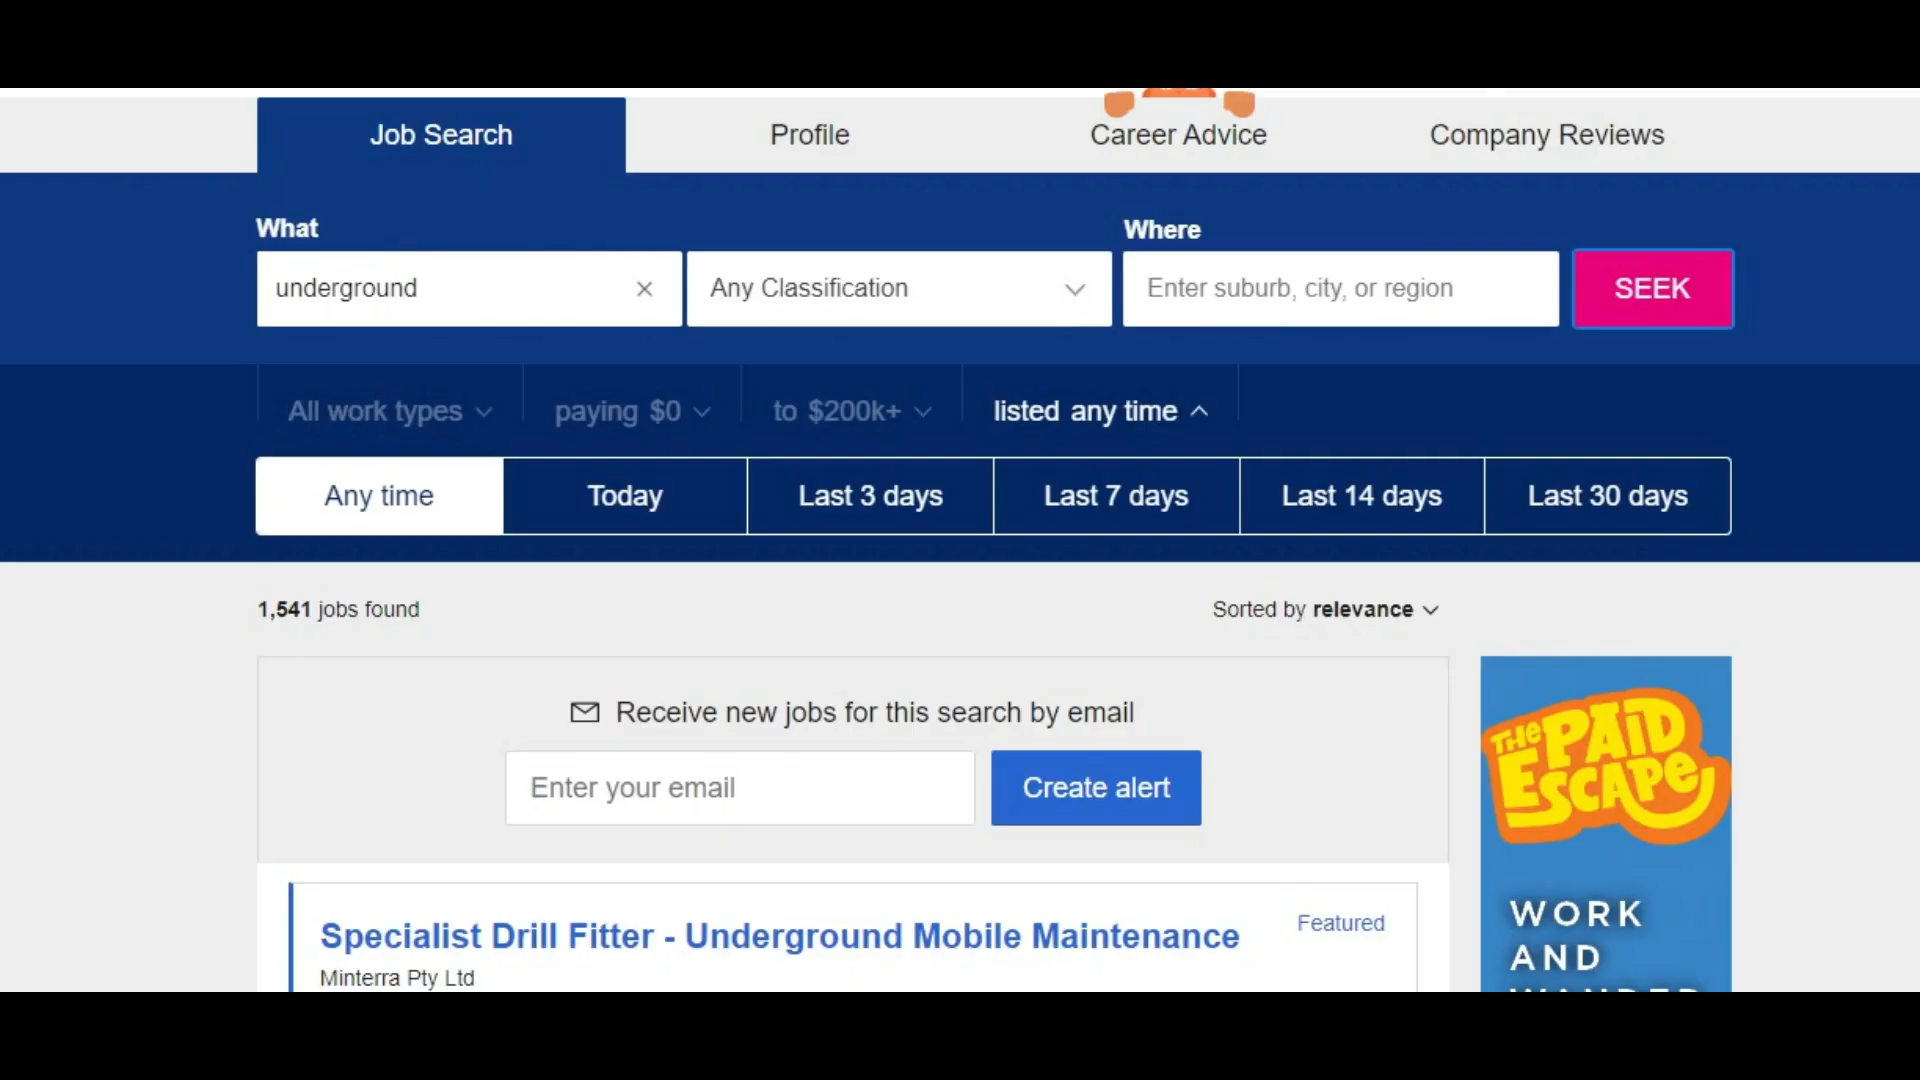 Job Search
Profile
Career Advice
Company Reviews
What
Where
underground
Any Classification
Enter suburb, city, or region
SEEK
All work types
paying $0
to $200k+
listed any time
Any time
Today
Last 3 days
Last 7 days
Last 14 days
Last 30 days
1,541 jobs found
Sorted by relevance
Receive new jobs for this search by email
Enter your email
Create alert
Specialist Drill Fitter - Underground Mobile Maintenance
Featured
Minterra Pty Ltd
THE PAID
ESCAPE
WORK
AND